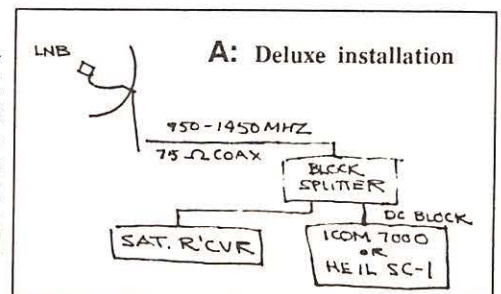 LNB
A: Deluxe installation
950-1450MHZ
75 Ω COAX
BLOCK
SPLITTER
DC BLOCK
SAT. R'CVR
ICOM 7000
OR
HEIL SC-1